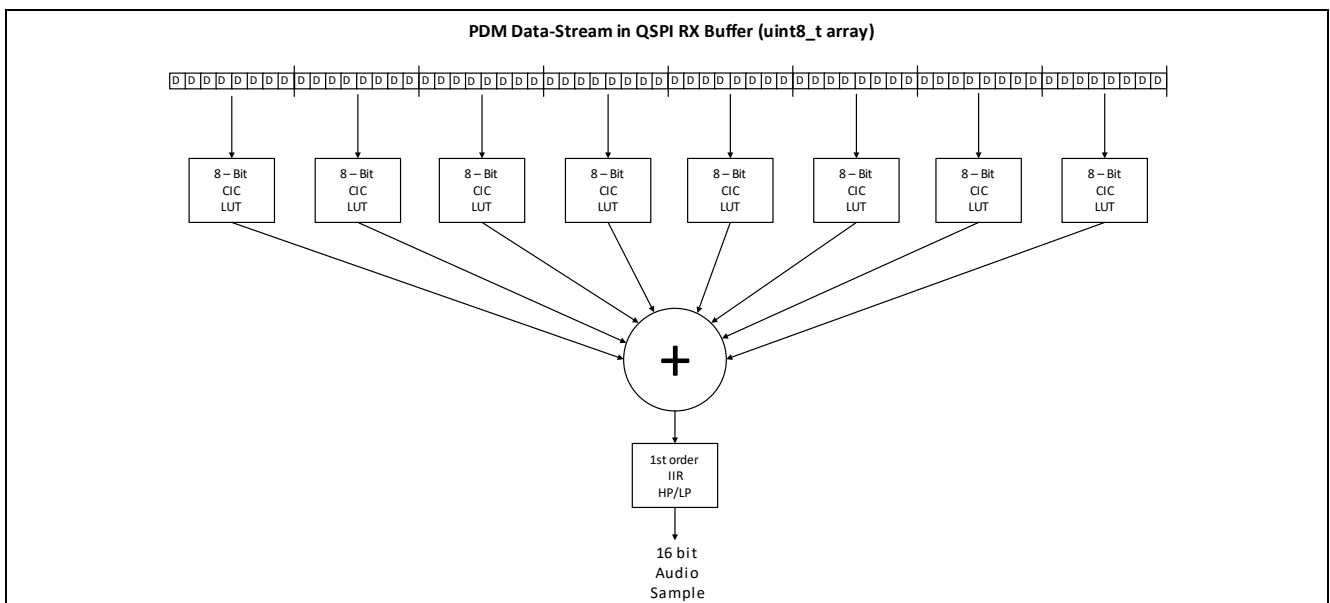 PDM Data-Stream in QSPI RX Buffer (uint8_t array)
D D D D D D D D D D D D D D D D D D D D D D D D D D D D D D D D D D D D D D D D D D D D D D D D D D D D D D D D D D D D D D D D
8 – Bit 8 – Bit 8 – Bit 8 – Bit 8 – Bit 8 – Bit 8 – Bit 8 – Bit
CIC CIC CIC CIC CIC CIC CIC CIC
LUT LUT LUT LUT LUT LUT LUT LUT
+
1st order
IIR
HP/LP
16 bit
Audio
Sample